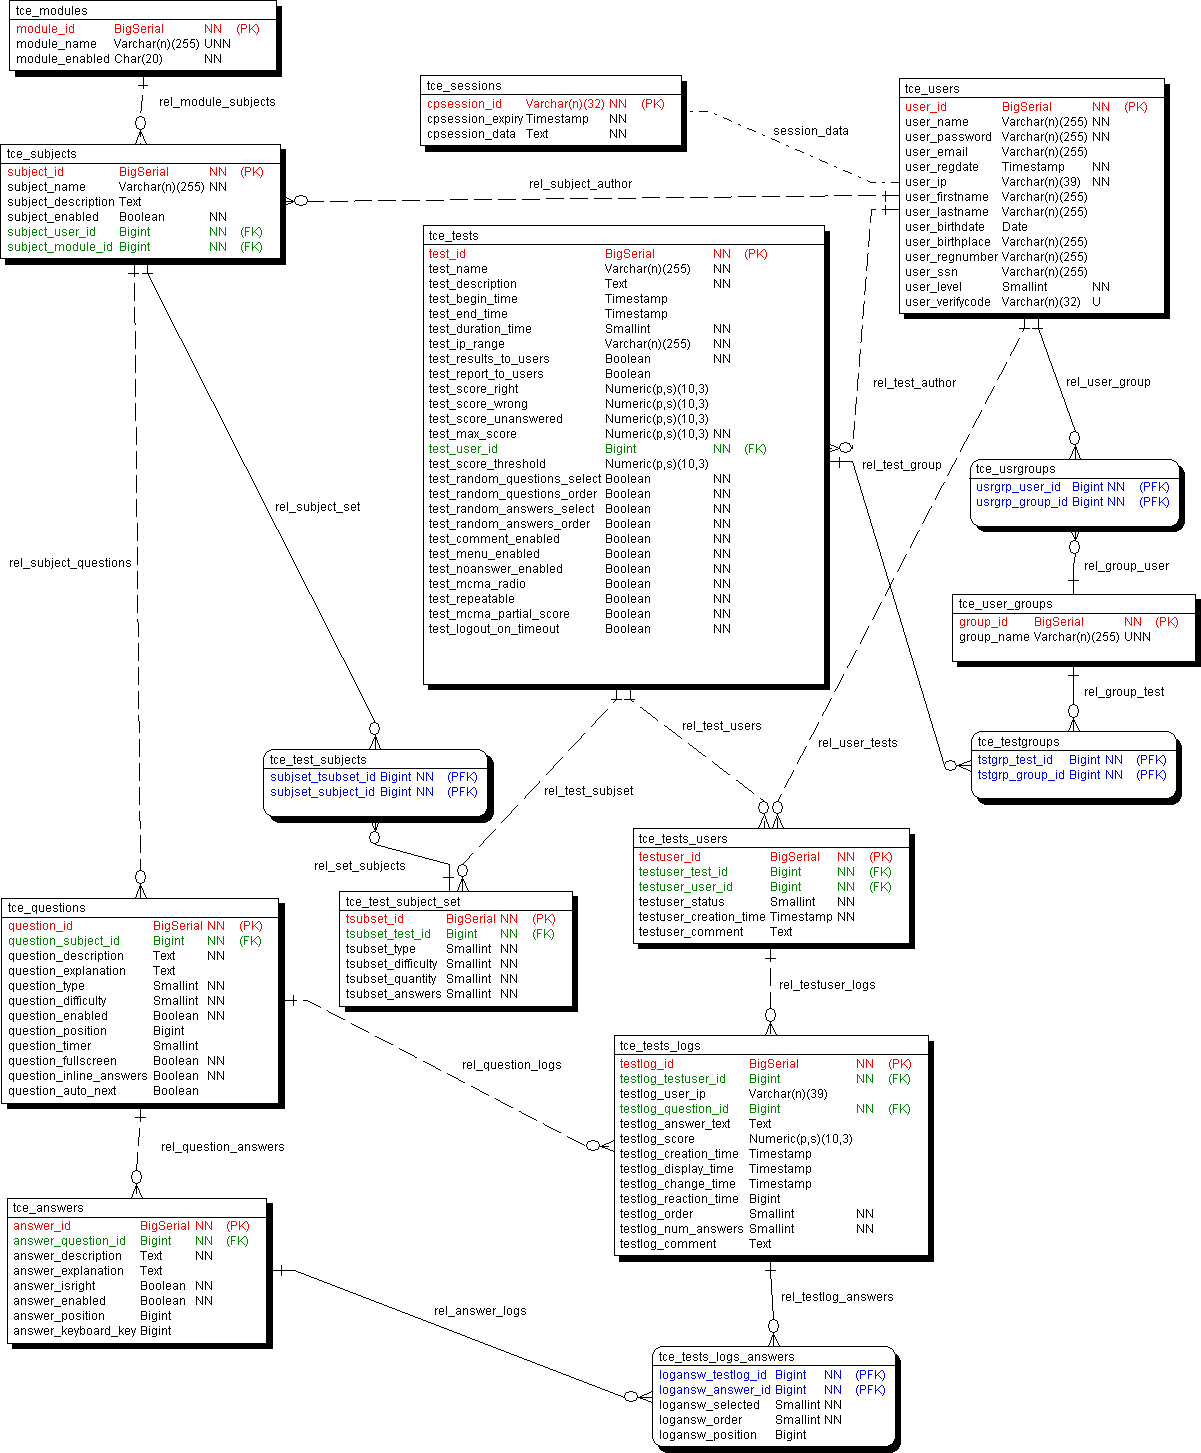 tce_modules
module_id BigSerial NN (PK)
module_name Varchar(n)(255) UNN
module_enabled Char(20) NN
rel_module_subjects
tce_sessions
cpsession_id Varchar(n)(32) NN (PK)
cpsession_expiry Timestamp NN
cpsession_data Text NN
session_data
tce_users
user_id BigSerial NN (PK)
user_name Varchar(n)(255) NN
user_password Varchar(n)(255) NN
user_email Varchar(n)(255)
user_regdate Timestamp NN
user_ip Varchar(n)(39) NN
user_firstname Varchar(n)(255)
user_lastname Varchar(n)(255)
user_birthdate Date
user_birthplace Varchar(n)(255)
user_regnumber Varchar(n)(255)
user_ssn Varchar(n)(255)
user_level Smallint NN
user_verifycode Varchar(n)(32) U
tce_subjects
subject_id BigSerial NN (PK)
subject_name Varchar(n)(255) NN
subject_description Text
subject_enabled Boolean NN
subject_user_id Bigint NN (FK)
subject_module_id Bigint NN (FK)
rel_subject_author
tce_tests
test_id BigSerial NN (PK)
test_name Varchar(n)(255) NN
test_description Text NN
test_begin_time Timestamp
test_end_time Timestamp
test_duration_time Smallint NN
test_ip_range Varchar(n)(255) NN
test_results_to_users Boolean NN
test_report_to_users Boolean
test_score_right Numeric(p,s)(10,3)
test_score_wrong Numeric(p,s)(10,3)
test_score_unanswered Numeric(p,s)(10,3)
test_max_score Numeric(p,s)(10,3) NN
test_user_id Bigint NN (FK)
test_score_threshold Numeric(p,s)(10,3)
test_random_questions_select Boolean NN
test_random_questions_order Boolean NN
test_random_answers_select Boolean NN
test_random_answers_order Boolean NN
test_comment_enabled Boolean NN
test_menu_enabled Boolean NN
test_noanswer_enabled Boolean NN
test_mcma_radio Boolean NN
test_repeatable Boolean NN
test_mcma_partial_score Boolean NN
test_logout_on_timeout Boolean NN
rel_test_author
rel_user_group
rel_test_group
tce_usrgroups
usrgrp_user_id Bigint NN (PFK)
usrgrp_group_id Bigint NN (PFK)
rel_group_user
tce_user_groups
group_id BigSerial NN (PK)
group_name Varchar(n)(255) UNN
rel_group_test
tce_testgroups
tstgrp_test_id Bigint NN (PFK)
tstgrp_group_id Bigint NN (PFK)
rel_subject_set
rel_subject_questions
rel_test_users
rel_user_tests
tce_test_subjects
subjset_tsubset_id Bigint NN (PFK)
subjset_subject_id Bigint NN (PFK)
rel_test_subjset
rel_set_subjects
tce_test_subject_set
tsubset_id BigSerial NN (PK)
tsubset_test_id Bigint NN (FK)
tsubset_type Smallint NN
tsubset_difficulty Smallint NN
tsubset_quantity Smallint NN
tsubset_answers Smallint NN
tce_tests_users
testuser_id BigSerial NN (PK)
testuser_test_id Bigint NN (FK)
testuser_user_id Bigint NN (FK)
testuser_status Smallint NN
testuser_creation_time Timestamp NN
testuser_comment Text
rel_testuser_logs
tce_questions
question_id BigSerial NN (PK)
question_subject_id Bigint NN (FK)
question_description Text NN
question_explanation Text
question_type Smallint NN
question_difficulty Smallint NN
question_enabled Boolean NN
question_position Bigint
question_timer Smallint
question_fullscreen Boolean NN
question_inline_answers Boolean NN
question_auto_next Boolean
rel_question_logs
rel_question_answers
tce_tests_logs
testlog_id BigSerial NN (PK)
testlog_testuser_id Bigint NN (FK)
testlog_user_ip Varchar(n)(39)
testlog_question_id Bigint NN (FK)
testlog_answer_text Text
testlog_score Numeric(p,s)(10,3)
testlog_creation_time Timestamp
testlog_display_time Timestamp
testlog_change_time Timestamp
testlog_reaction_time Bigint
testlog_order Smallint NN
testlog_num_answers Smallint NN
testlog_comment Text
tce_answers
answer_id BigSerial NN (PK)
answer_question_id Bigint NN (FK)
answer_description Text NN
answer_explanation Text
answer_isright Boolean NN
answer_enabled Boolean NN
answer_position Bigint
answer_keyboard_key Bigint
rel_answer_logs
rel_testlog_answers
tce_tests_logs_answers
logansw_testlog_id Bigint NN (PFK)
logansw_answer_id Bigint NN (PFK)
logansw_selected Smallint NN
logansw_order Smallint NN
logansw_position Bigint